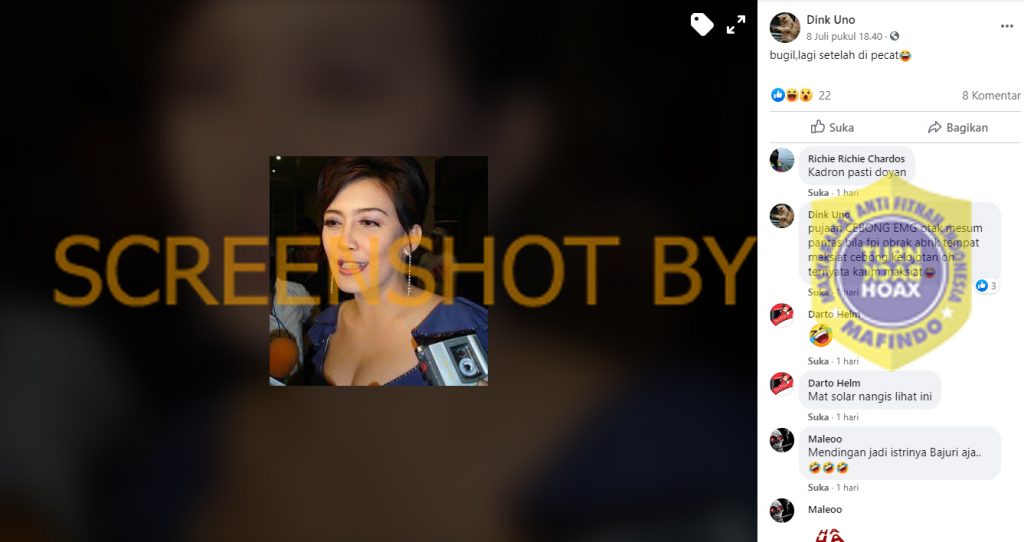 SCREENSHOT BY
Dink Uno
8 Juli pukul 18.40 ·
bugil,lagi setelah di pecat
22
8 Komentar
Suka
Bagikan
Richie Richie Chardos
Kadron pasti doyan
Suka · 1 hari
Dink Uno
pujaan CEBONG EMG otak mesum
pantas bila fpi obrak abrik tempat
maksiat cebong kelojotan oh
ternyata kaum maksiat
Suka · 1 hari
3
ANTI FITNAH
TURN
BACK
HOAX
MAFINDO
Darto Helm
Suka · 1 hari
Darto Helm
Mat solar nangis lihat ini
Suka · 1 hari
Maleoo
Mendingan jadi istrinya Bajuri aja..
Suka · 1 hari
Maleoo